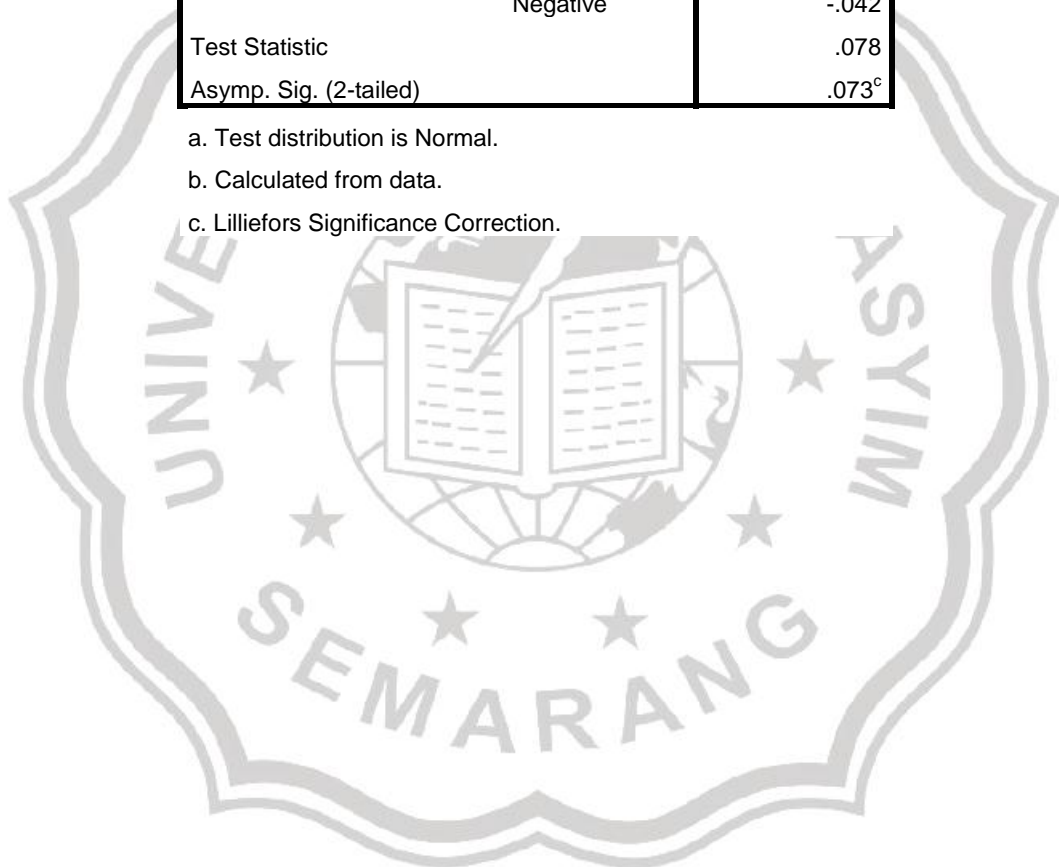 Negative -.042
Test Statistic .078
Asymp. Sig. (2-tailed) .073c
a. Test distribution is Normal.
b. Calculated from data.
c. Lilliefors Significance Correction.
UNIVE ASYIM
SEMARANG